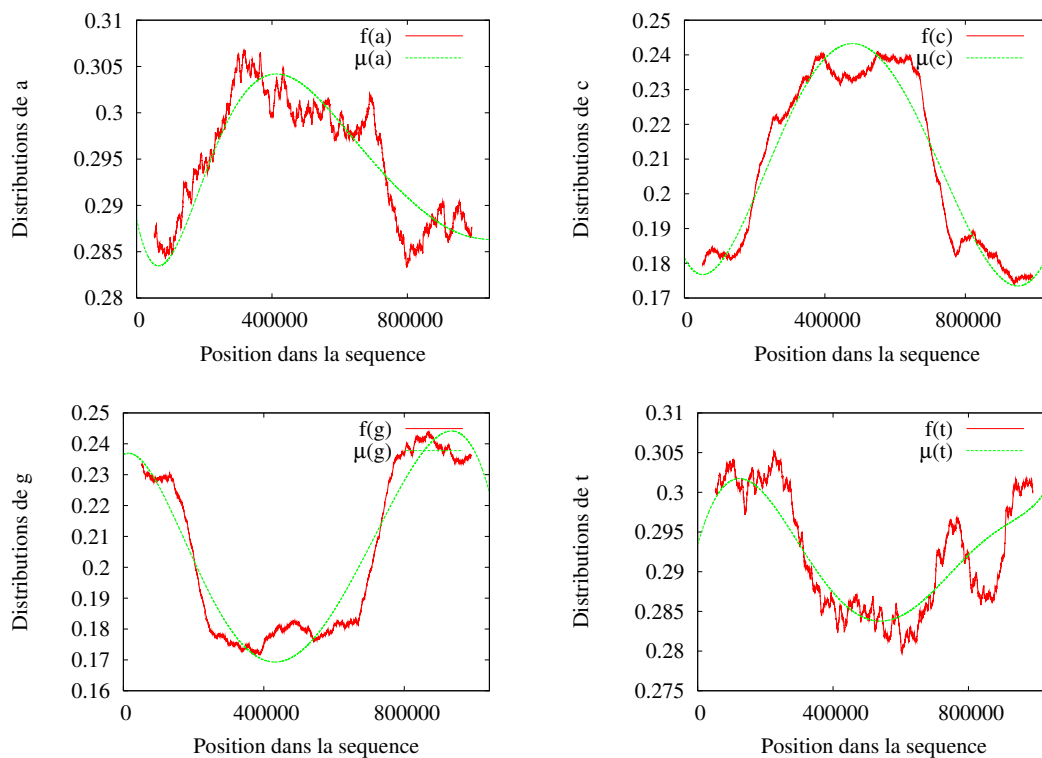 0.31
0.305
0.3
0.295
0.29
0.285
0.28
0
400000
800000
Distributions de a
Position dans la sequence
f(a)
μ(a)
0.25
0.24
0.23
0.22
0.21
0.2
0.19
0.18
0.17
0
400000
800000
Distributions de c
Position dans la sequence
f(c)
μ(c)
0.25
0.24
0.23
0.22
0.21
0.2
0.19
0.18
0.17
0.16
0
400000
800000
Distributions de g
Position dans la sequence
f(g)
μ(g)
0.31
0.305
0.3
0.295
0.29
0.285
0.28
0.275
0
400000
800000
Distributions de t
Position dans la sequence
f(t)
μ(t)